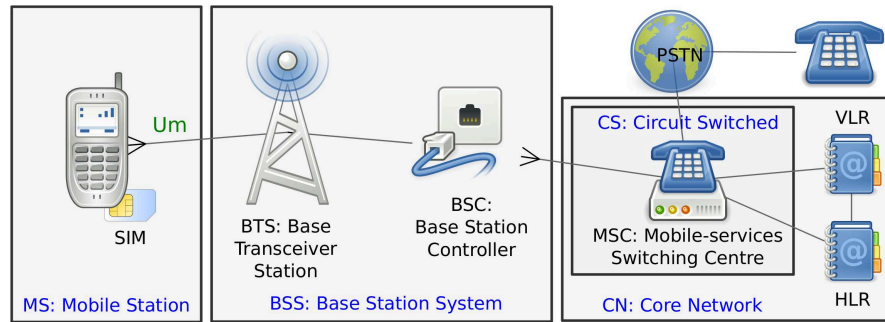 Um
SIM
MS: Mobile Station
BTS: Base
Transceiver
Station
BSC:
Base Station
Controller
BSS: Base Station System
PSTN
CS: Circuit Switched
MSC: Mobile-services
Switching Centre
VLR
HLR
CN: Core Network